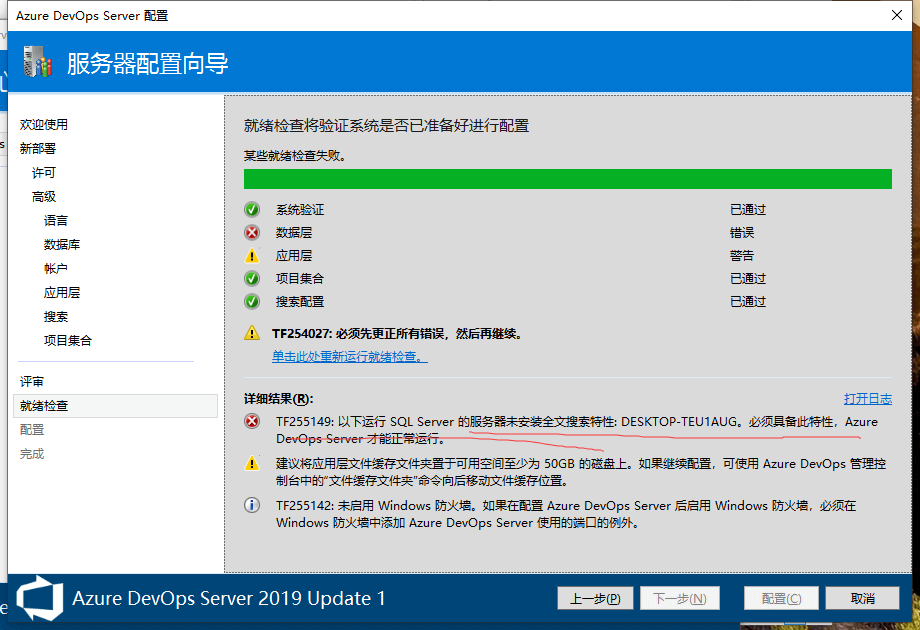 Azure DevOps Server 配置
服务器配置向导
欢迎使用
新部署
许可
高级
语言
数据库
帐户
应用层
搜索
项目集合
评审
就绪检查
配置
完成
就绪检查将验证系统是否已准备好进行配置
某些就绪检查失败。
系统验证 已通过
数据层 错误
应用层 警告
项目集合 已通过
搜索配置 已通过
TF254027: 必须先更正所有错误，然后再继续。
单击此处重新运行就绪检查。
详细结果(R): 打开日志
TF255149: 以下运行 SQL Server 的服务器未安装全文搜索特性: DESKTOP-TEU1AUG。必须具备此特性，Azure
DevOps Server 才能正常运行。
建议将应用层文件缓存文件夹置于可用空间至少为 50GB 的磁盘上。如果继续配置，可使用 Azure DevOps 管理控
制台中的“文件缓存文件夹”命令向后移动文件缓存位置。
TF255142: 未启用 Windows 防火墙。如果在配置 Azure DevOps Server 后启用 Windows 防火墙，必须在
Windows 防火墙中添加 Azure DevOps Server 使用的端口的例外。
Azure DevOps Server 2019 Update 1
上一步(P) 下一步(N) 配置(C) 取消